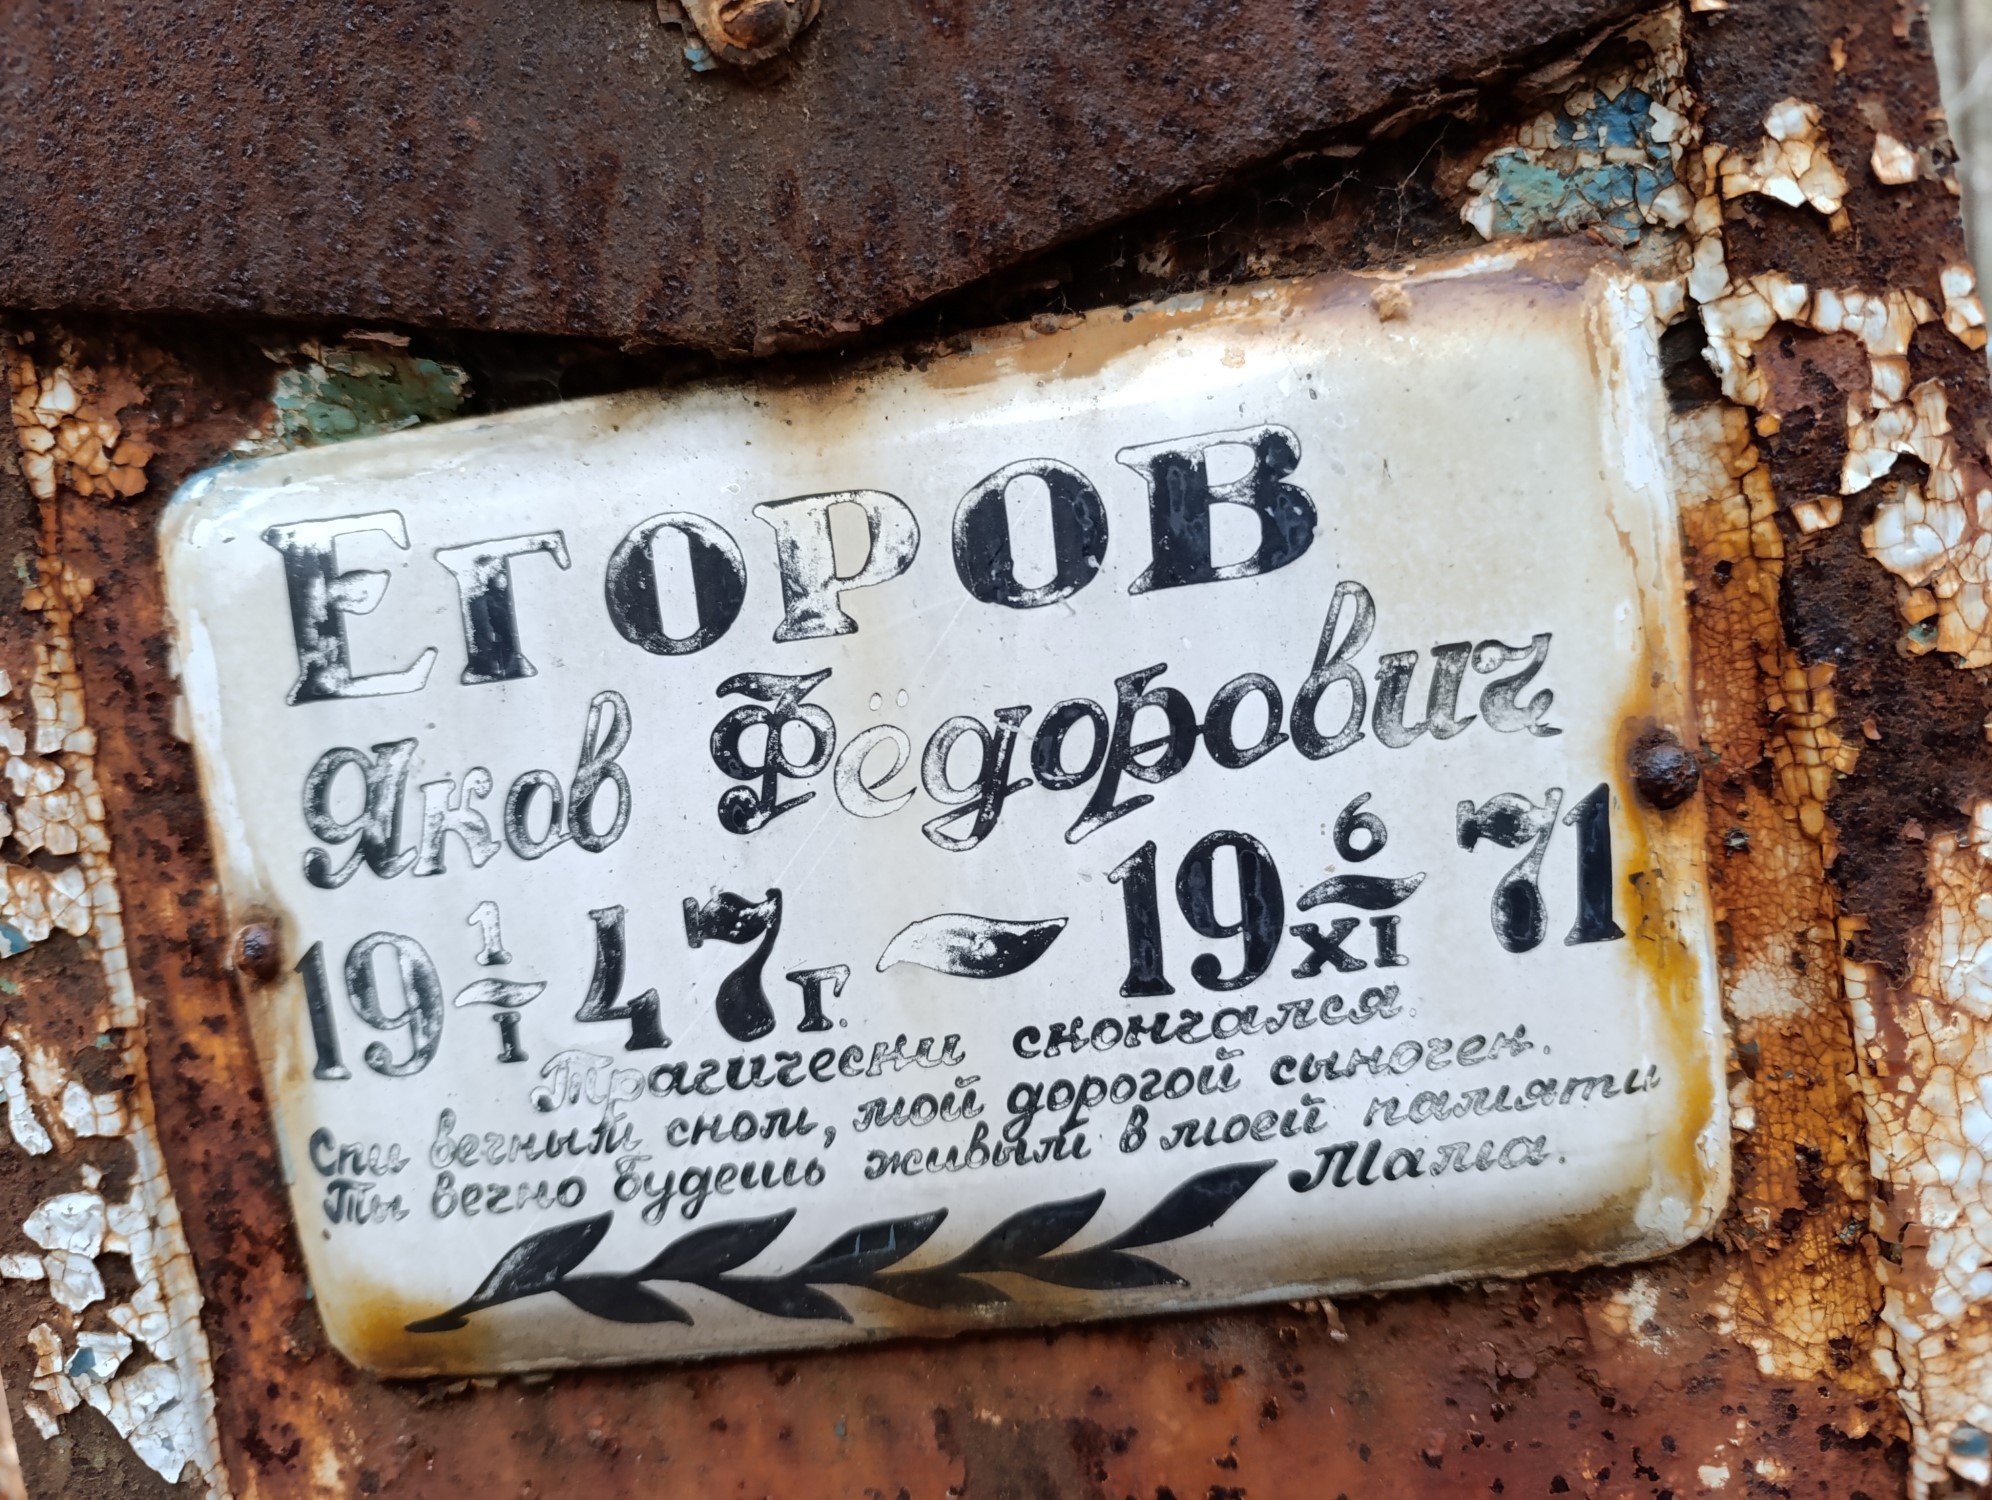 ЕГОРОВ
Яков Фёдорович
19 1/I 47 г. - 19 6/XI 71
Трагически скончался.
Спи вечным сном, мой дорогой сыночек.
Ты вечно будешь живым в моей памяти
Мама.